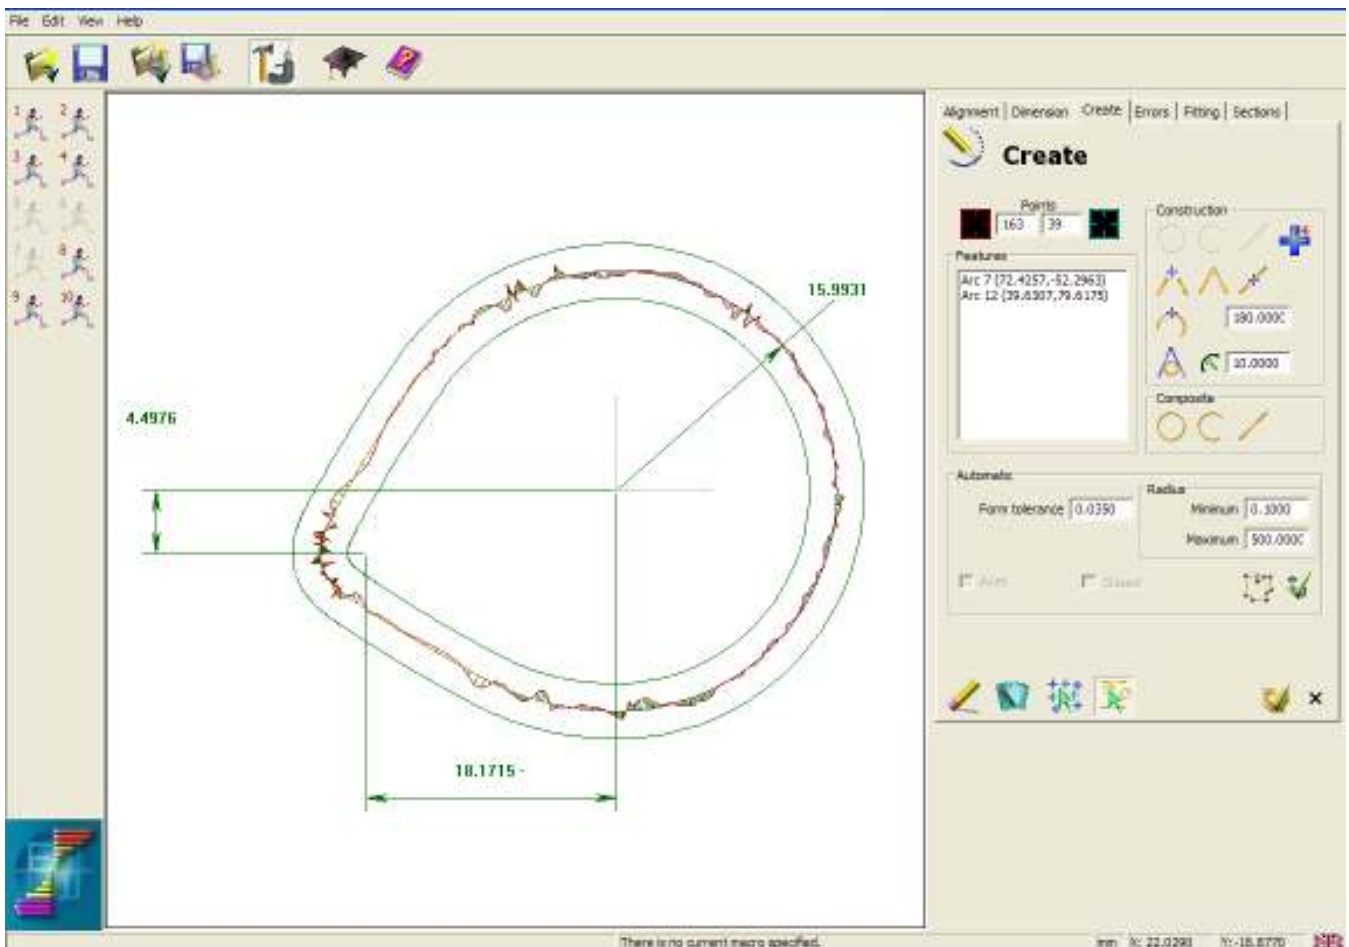 File Edit View Help
1 2
3 4
8
9 10
Alignment Dimension Create Errors Fitting Sections
Create
Points
163 39
Construction
Features
Arc 7 (72.4257,-52.2963)
Arc 12 (39.6307,79.6175)
180.000
10.0000
Composite
Automatic
Form tolerance 0.0350
Radius
Minimum 0.1000
Maximum 500.000
15.9931
4.4976
18.1715 -
There is no current macro specified.
mm X: 22.0293 Y:-18.8770